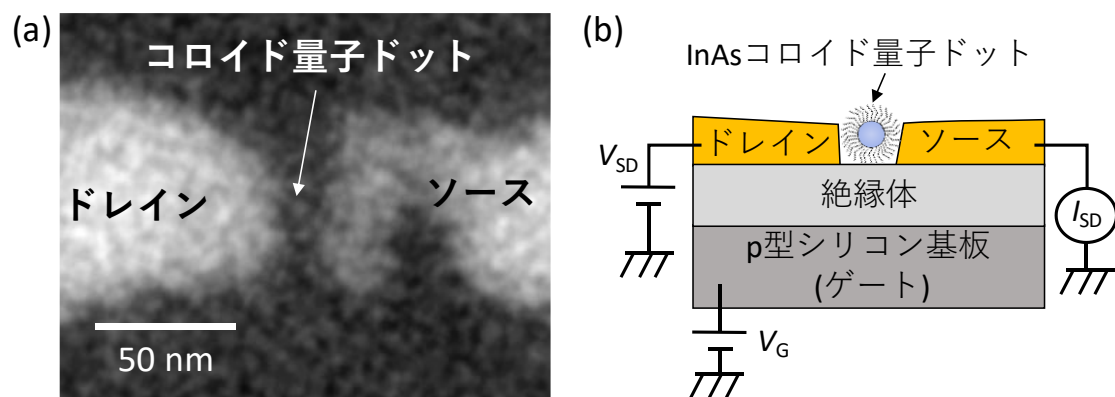 (a)
コロイド量子ドット
ドレイン
ソース
50 nm
(b)
InAsコロイド量子ドット
ドレイン
ソース
VSD
絶縁体
ISD
p型シリコン基板
(ゲート)
VG